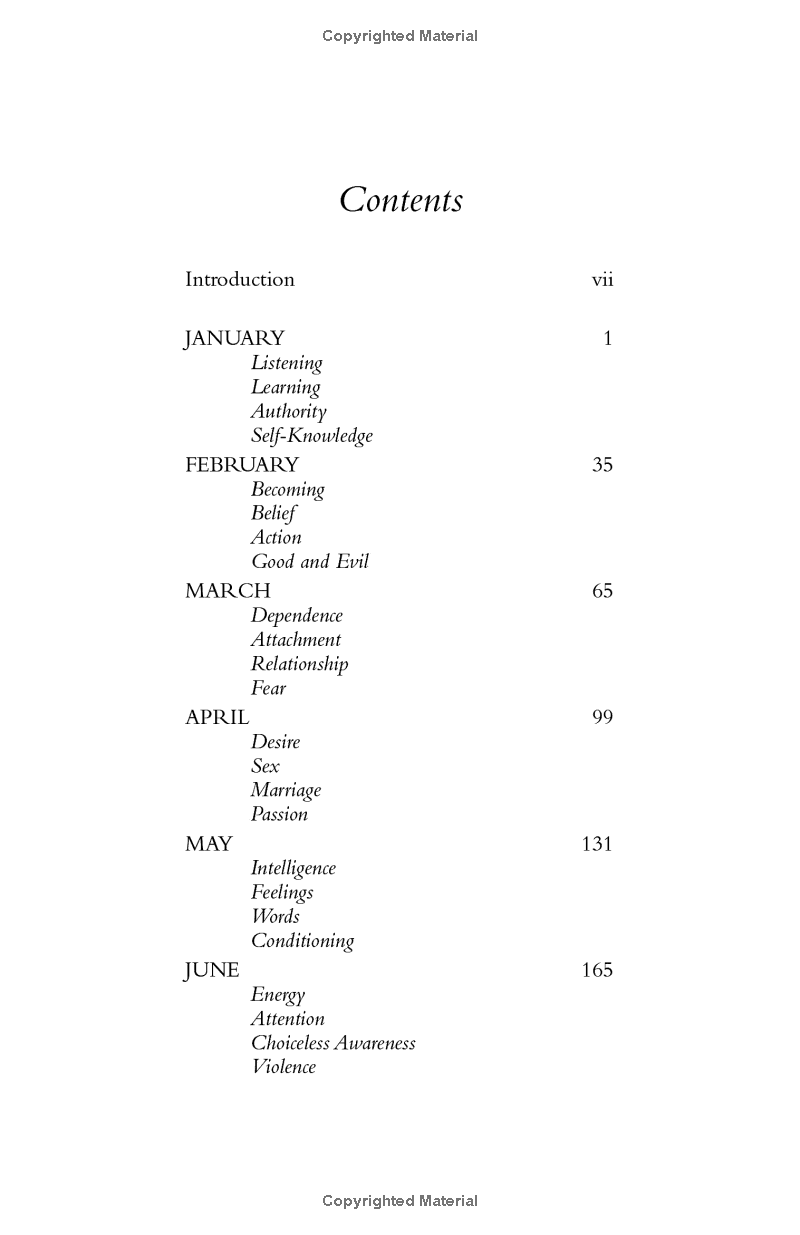 Copyrighted Material
Contents
Introduction vii
JANUARY 1
Listening
Learning
Authority
Self-Knowledge
FEBRUARY 35
Becoming
Belief
Action
Good and Evil
MARCH 65
Dependence
Attachment
Relationship
Fear
APRIL 99
Desire
Sex
Marriage
Passion
MAY 131
Intelligence
Feelings
Words
Conditioning
JUNE 165
Energy
Attention
Choiceless Awareness
Violence
Copyrighted Material